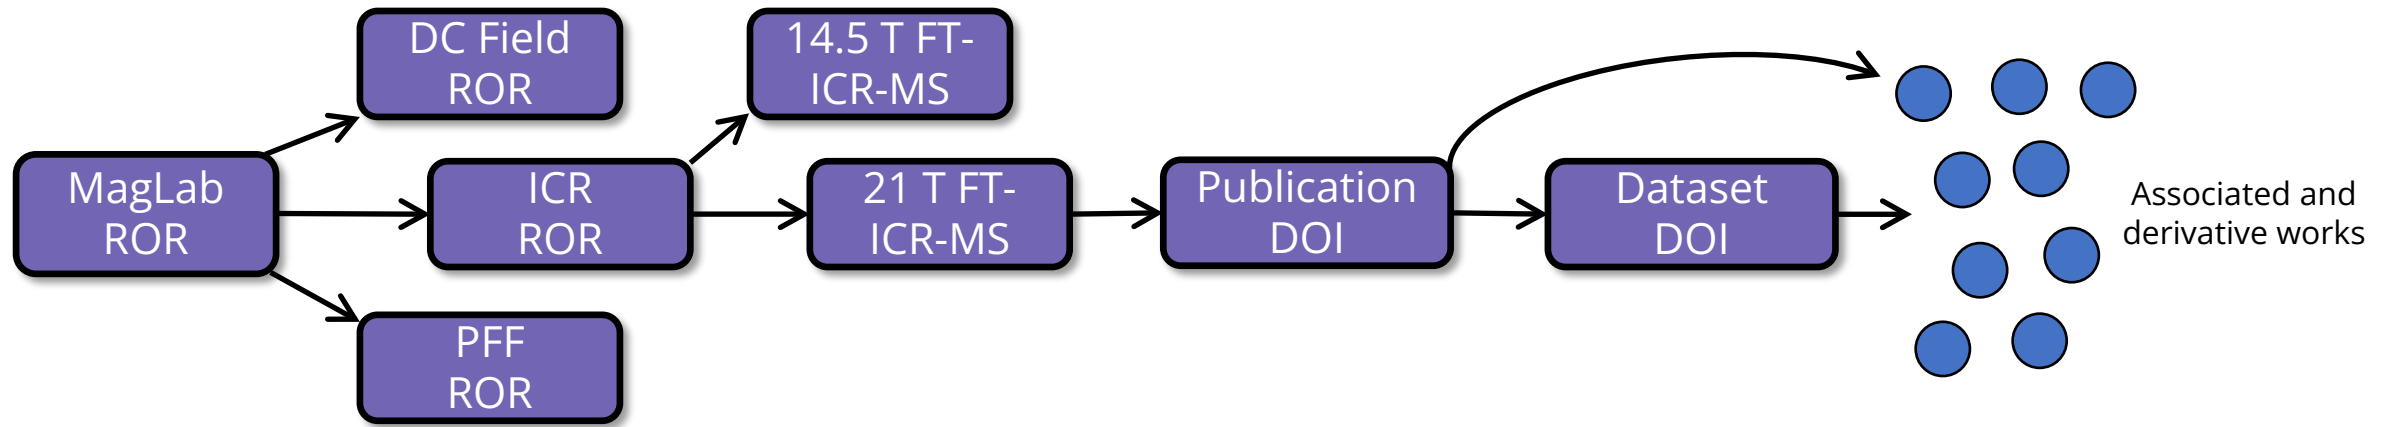 DC Field
ROR
14.5 T FT-
ICR-MS
MagLab
ROR
ICR
ROR
21 T FT-
ICR-MS
Publication
DOI
Dataset
DOI
Associated and
derivative works
PFF
ROR